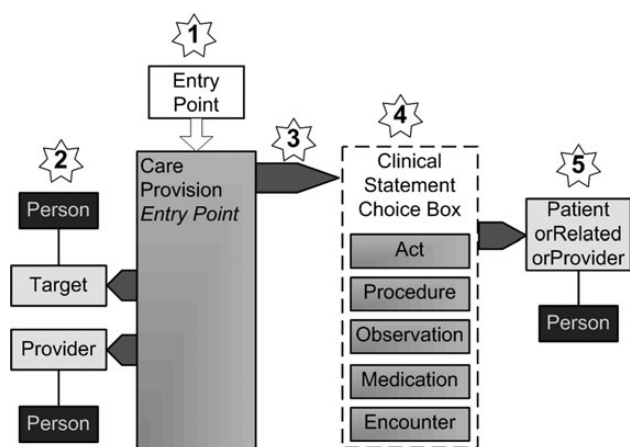 1
Entry
Point
2
Person
Target
Provider
Person
Care
Provision
Entry Point
3
4
Clinical
Statement
Choice Box
Act
Procedure
Observation
Medication
Encounter
5
Patient
orRelated
orProvider
Person